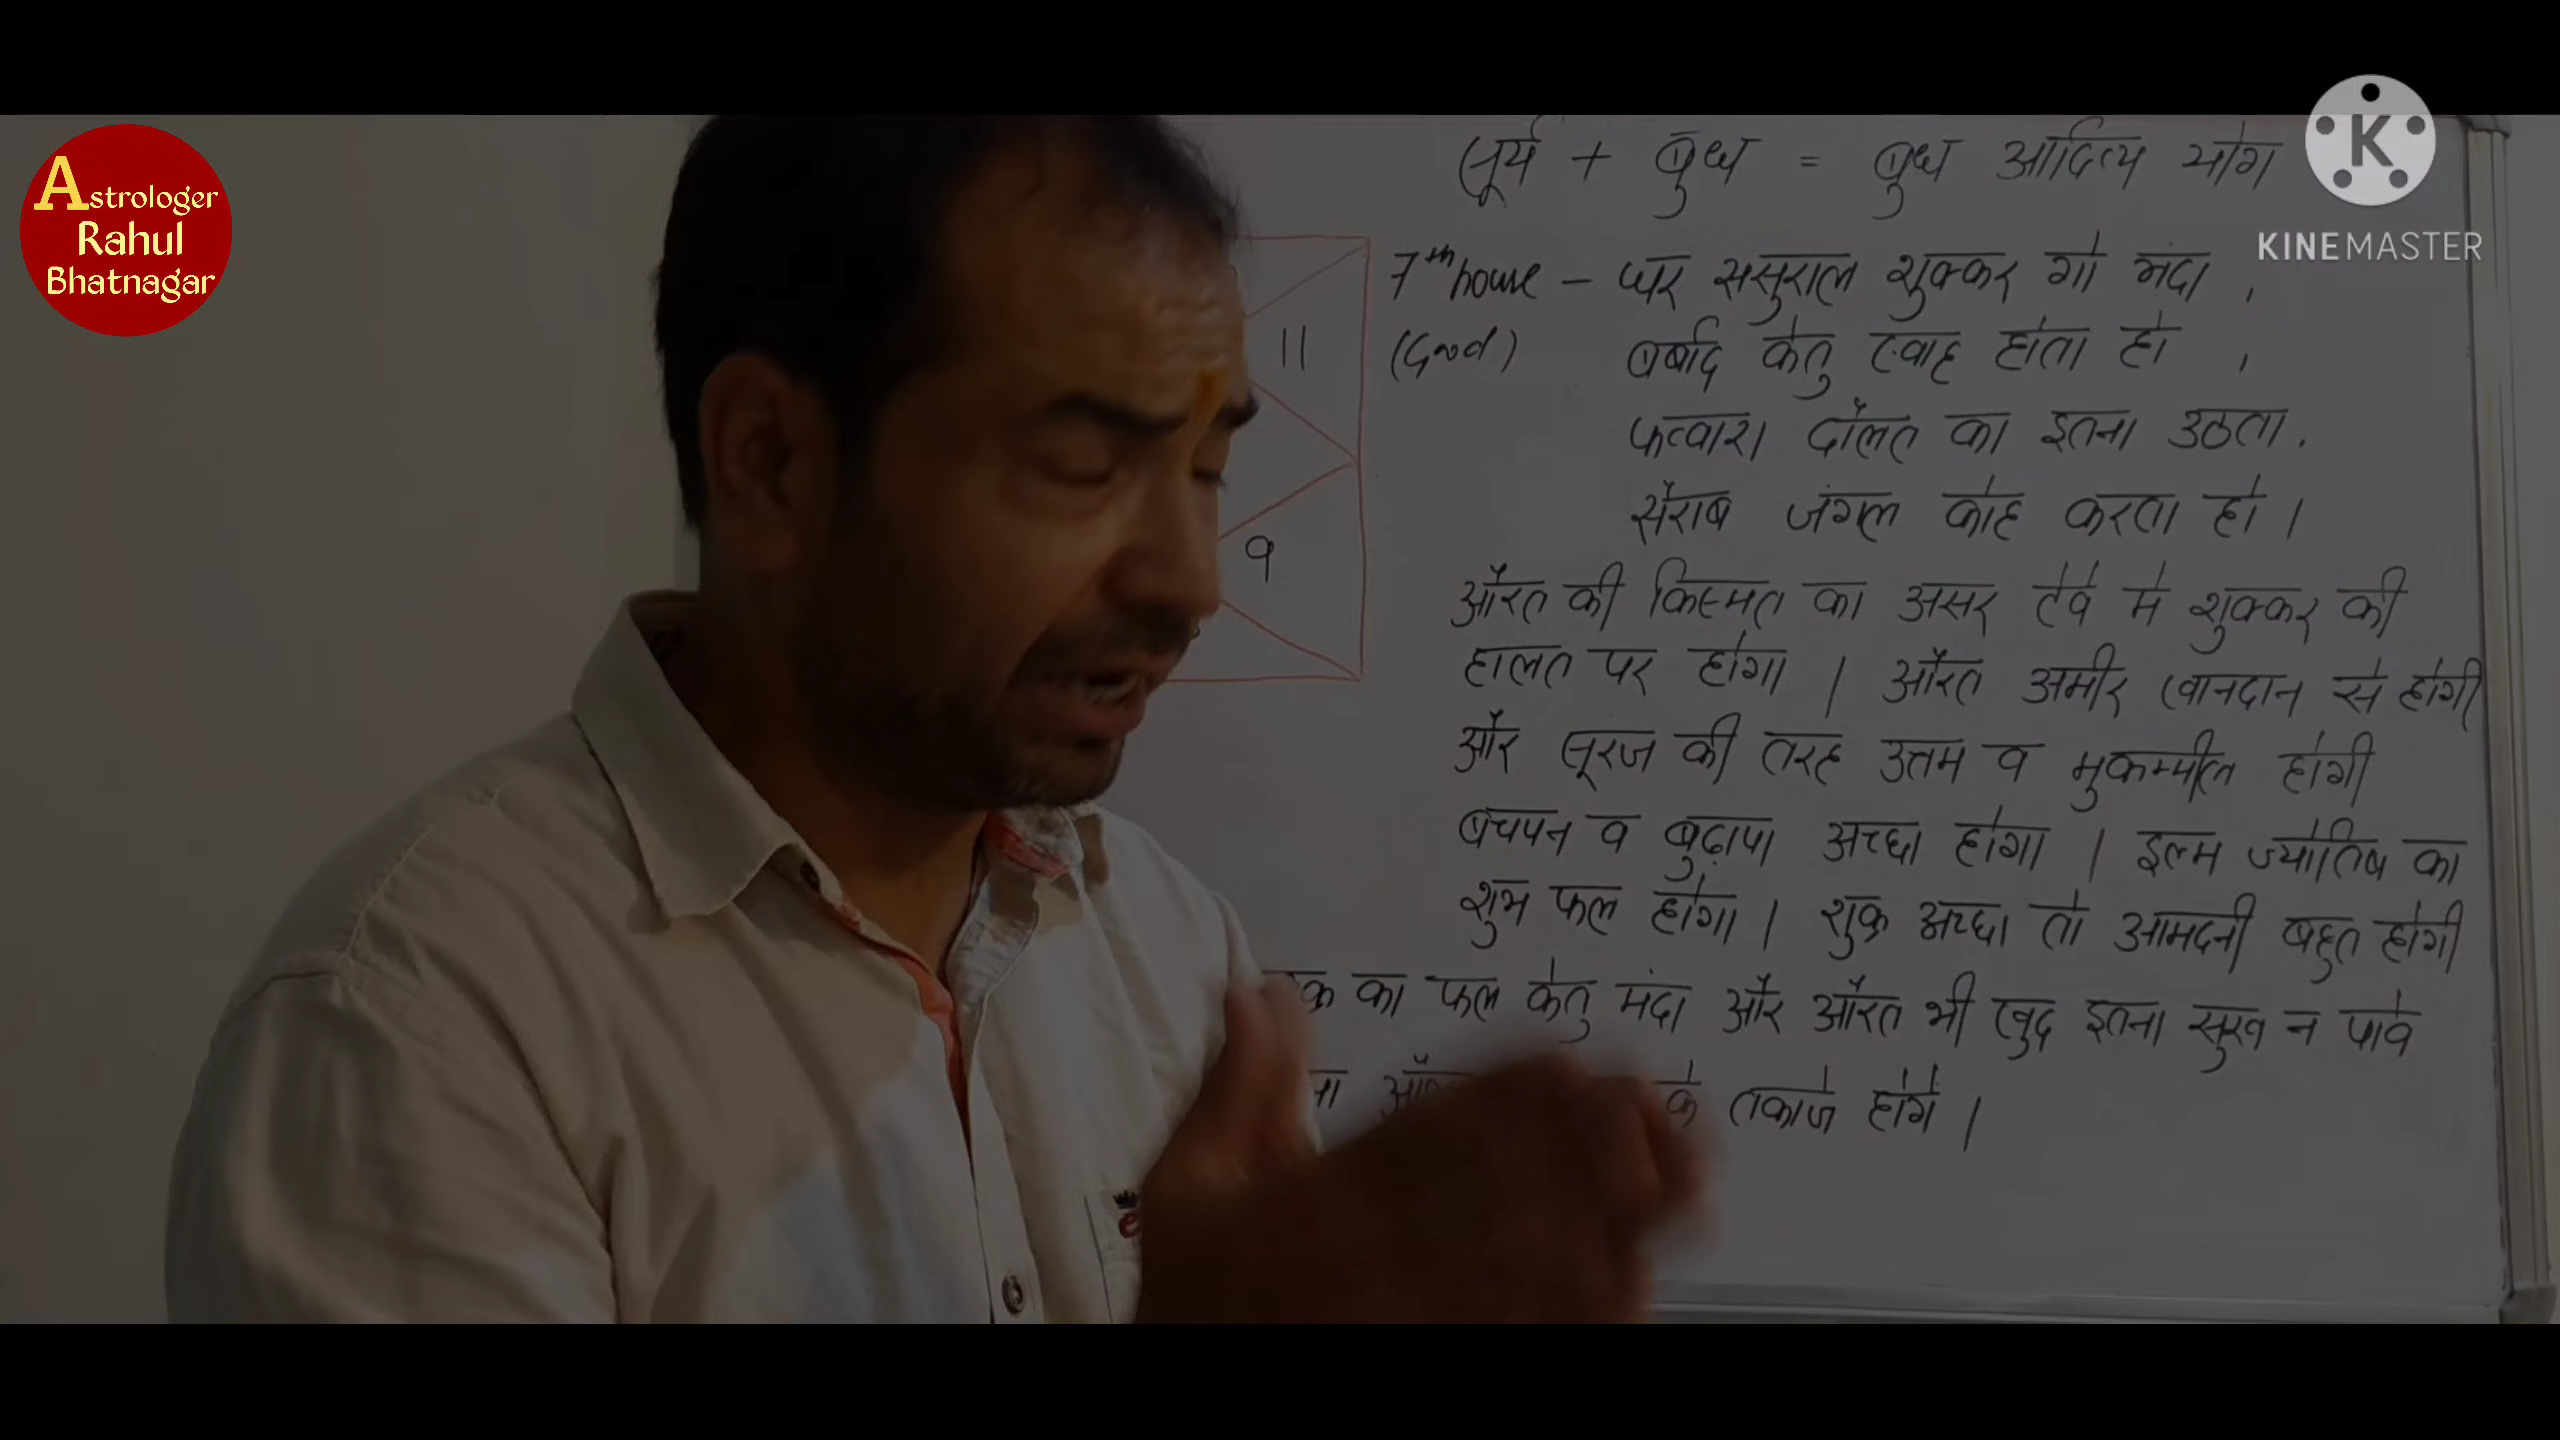 Astrologer
Rahul
Bhatnagar
KINEMASTER
सूर्य + बुध = बुध आदित्य योग
7th house - घर ससुराल शुक्कर गो मंदा,
(Good) बर्बाद केतु ख्वाह होता हो,
फव्वारा दौलत का इतना उठता.
सैराब जंगल कोह करता हो।
औरत की किस्मत का असर टेवे मे शुक्कर की
हालत पर होगा। औरत अमीर खानदान से होगी
और सूरज की तरह उत्तम व मुकम्मील होगी
बचपन व बुढ़ापा अच्छा होगा। इल्म ज्योतिष का
शुभ फल होगा। शुक्र अच्छा तो आमदनी बहुत होगी
का फल केतु मंदा और औरत भी खुद इतना सुख न पावे
के तकाजे होगें।
11
9